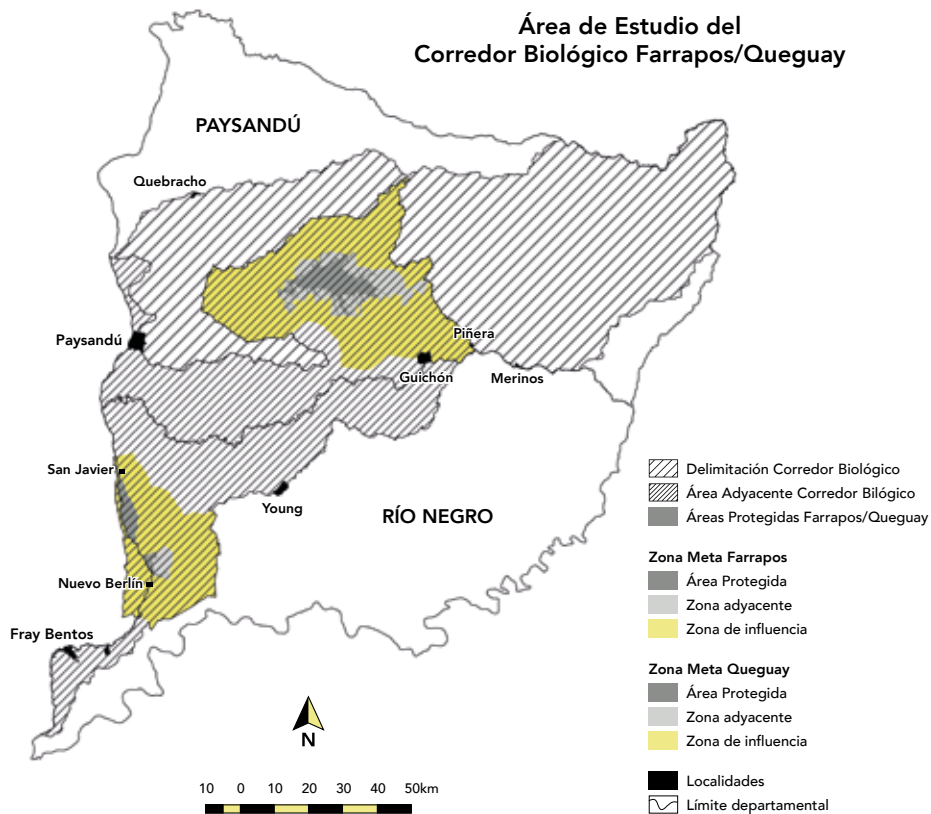 Área de Estudio del
Corredor Biológico Farrapos/Queguay
PAYSANDÚ
Quebracho
Paysandú
Piñera
Guichón
Merinos
San Javier
Young
RÍO NEGRO
Nuevo Berlín
Fray Bentos
N
10 0 10 20 30 40 50km
Delimitación Corredor Biológico
Área Adyacente Corredor Bilógico
Áreas Protegidas Farrapos/Queguay
Zona Meta Farrapos
Área Protegida
Zona adyacente
Zona de influencia
Zona Meta Queguay
Área Protegida
Zona adyacente
Zona de influencia
Localidades
Límite departamental